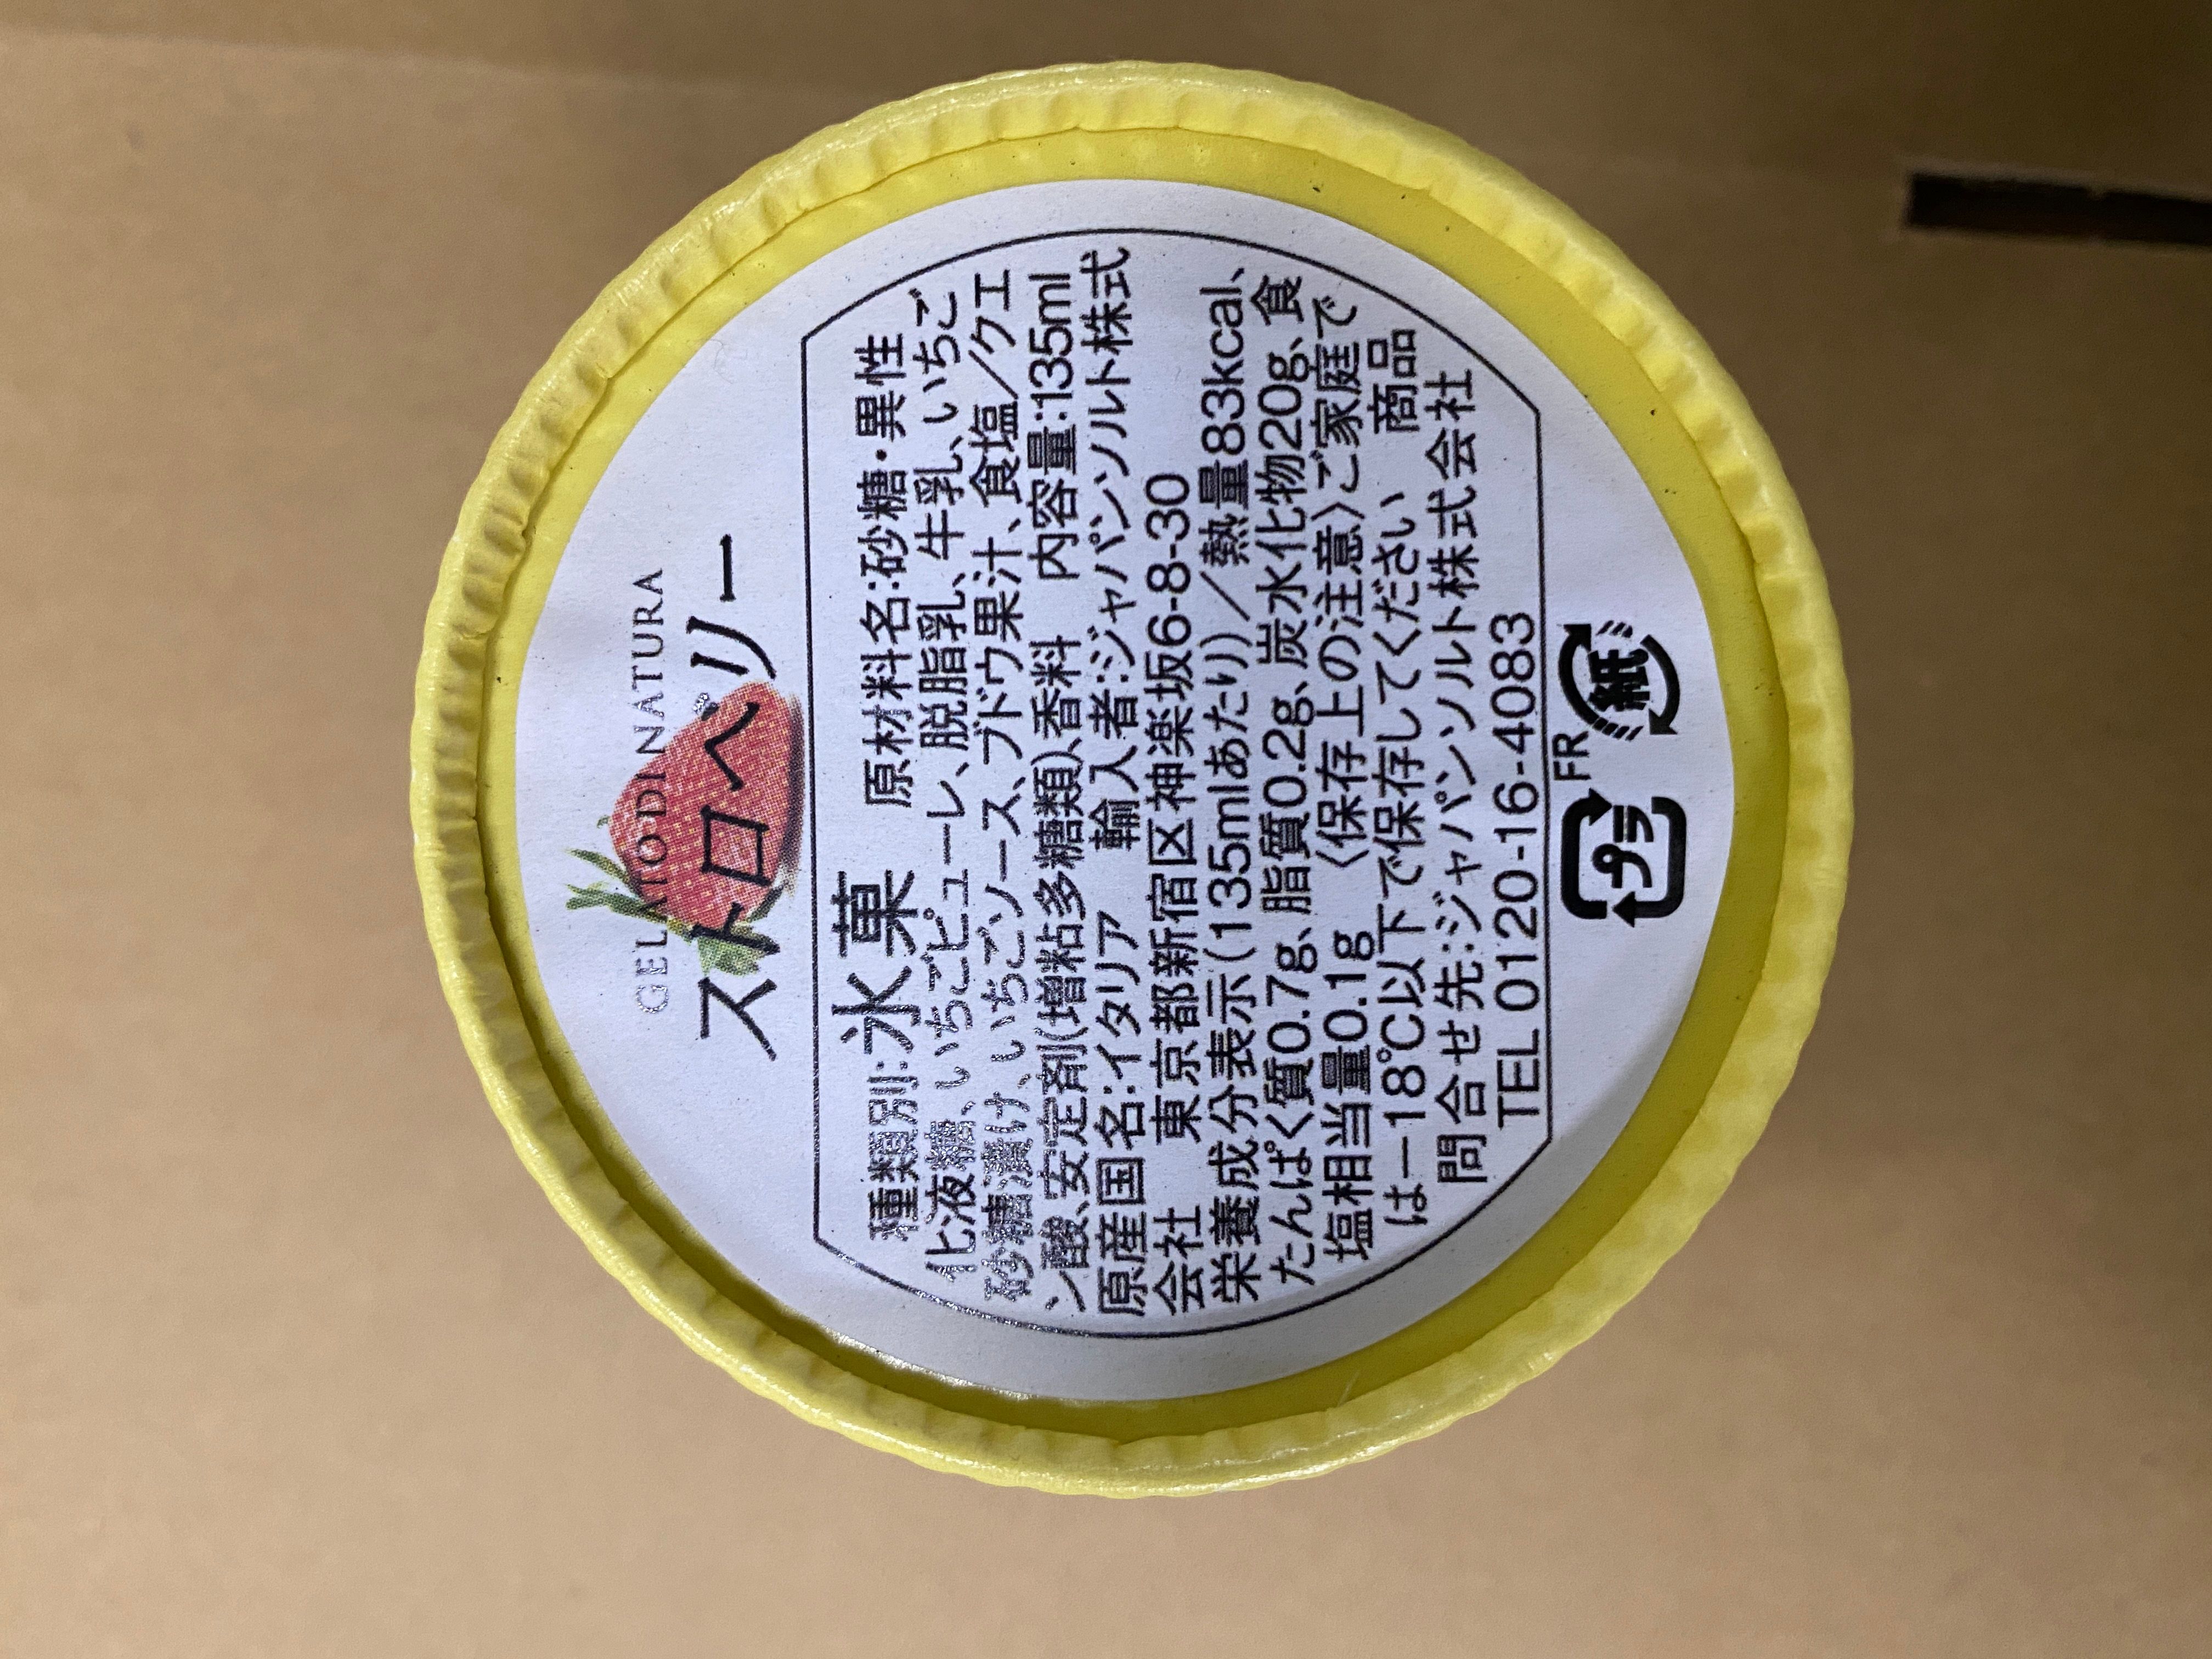 GELATO DI NATURA
ストロベリー
種類別:氷菓　原材料名:砂糖・異性
化液糖、いちごピューレ、脱脂乳、牛乳、いちご
砂糖漬け、いちごソース、ブドウ果汁、食塩／クエ
ン酸、安定剤(増粘多糖類)、香料　内容量:135ml
原産国名:イタリア　輸入者:ジャパンソルト株式
会社　東京都新宿区神楽坂6-8-30
栄養成分表示(135mlあたり)／熱量83kcal、
たんぱく質0.7g、脂質0.2g、炭水化物20g、食
塩相当量0.1g　〈保存上の注意〉ご家庭で
は－18℃以下で保存してください　商品
問合せ先:ジャパンソルト株式会社
TEL 0120-16-4083
プラ FR 紙